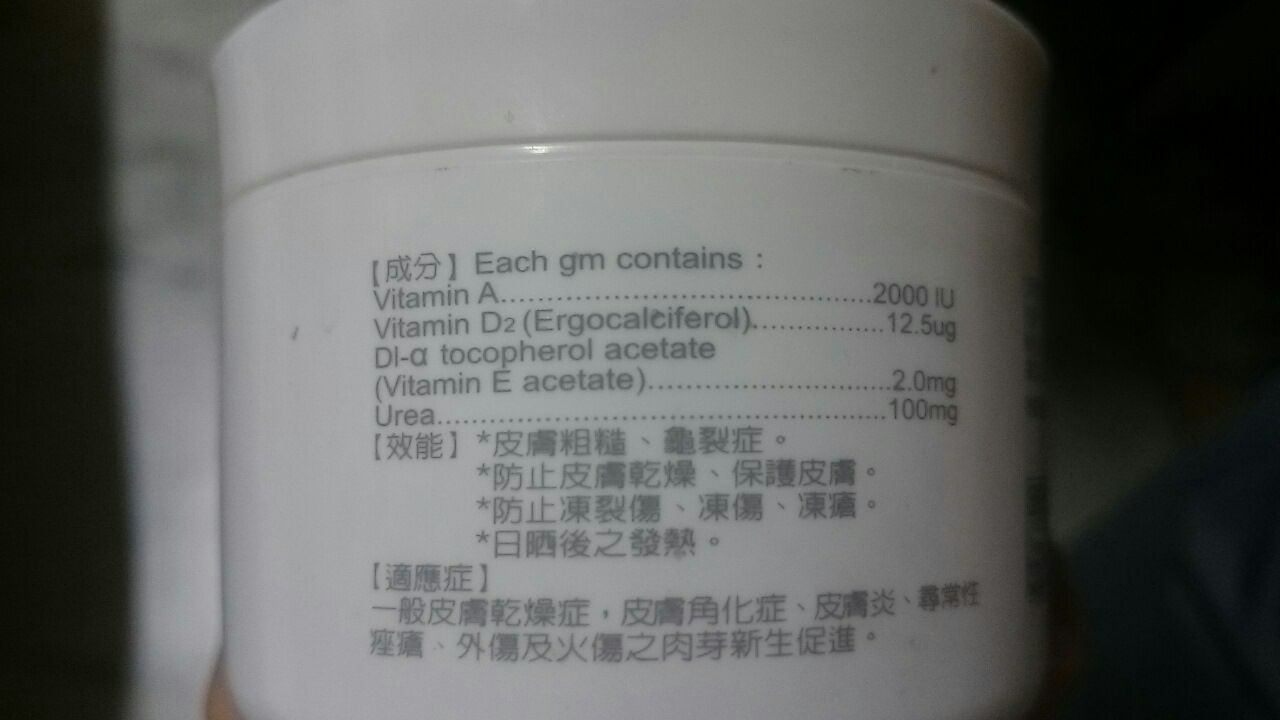 【成分】Each gm contains：
Vitamin A........................................2000 IU
Vitamin D2 (Ergocalciferol)................12.5ug
Dl-α tocopherol acetate
(Vitamin E acetate)............................2.0mg
Urea................................................100mg
【效能】*皮膚粗糙、龜裂症。
*防止皮膚乾燥、保護皮膚。
*防止凍裂傷、凍傷、凍瘡。
*日晒後之發熱。
【適應症】
一般皮膚乾燥症，皮膚角化症、皮膚炎、尋常性
痤瘡、外傷及火傷之肉芽新生促進。